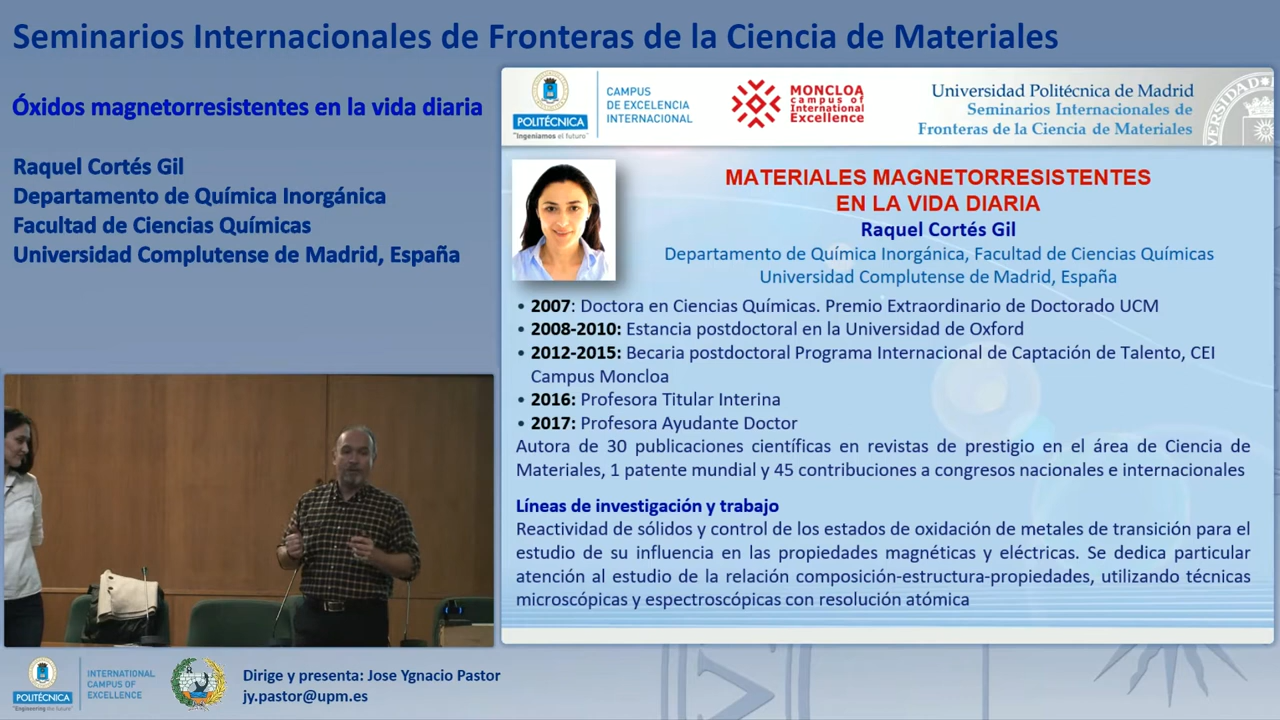 Seminarios Internacionales de Fronteras de la Ciencia de Materiales
Óxidos magnetorresistentes en la vida diaria
Raquel Cortés Gil
Departamento de Química Inorgánica
Facultad de Ciencias Químicas
Universidad Complutense de Madrid, España
POLITÉCNICA
"Ingeniamos el futuro"
CAMPUS
DE EXCELENCIA
INTERNACIONAL
MONCLOA
campus of
International
Excellence
Universidad Politécnica de Madrid
Seminarios Internacionales de
Fronteras de la Ciencia de Materiales
MATERIALES MAGNETORRESISTENTES
EN LA VIDA DIARIA
Raquel Cortés Gil
Departamento de Química Inorgánica, Facultad de Ciencias Químicas
Universidad Complutense de Madrid, España
• 2007: Doctora en Ciencias Químicas. Premio Extraordinario de Doctorado UCM
• 2008-2010: Estancia postdoctoral en la Universidad de Oxford
• 2012-2015: Becaria postdoctoral Programa Internacional de Captación de Talento, CEI
Campus Moncloa
• 2016: Profesora Titular Interina
• 2017: Profesora Ayudante Doctor
Autora de 30 publicaciones científicas en revistas de prestigio en el área de Ciencia de
Materiales, 1 patente mundial y 45 contribuciones a congresos nacionales e internacionales
Líneas de investigación y trabajo
Reactividad de sólidos y control de los estados de oxidación de metales de transición para el
estudio de su influencia en las propiedades magnéticas y eléctricas. Se dedica particular
atención al estudio de la relación composición-estructura-propiedades, utilizando técnicas
microscópicas y espectroscópicas con resolución atómica
POLITÉCNICA
"Engineering the future"
INTERNATIONAL
CAMPUS OF
EXCELLENCE
Dirige y presenta: Jose Ygnacio Pastor
jy.pastor@upm.es